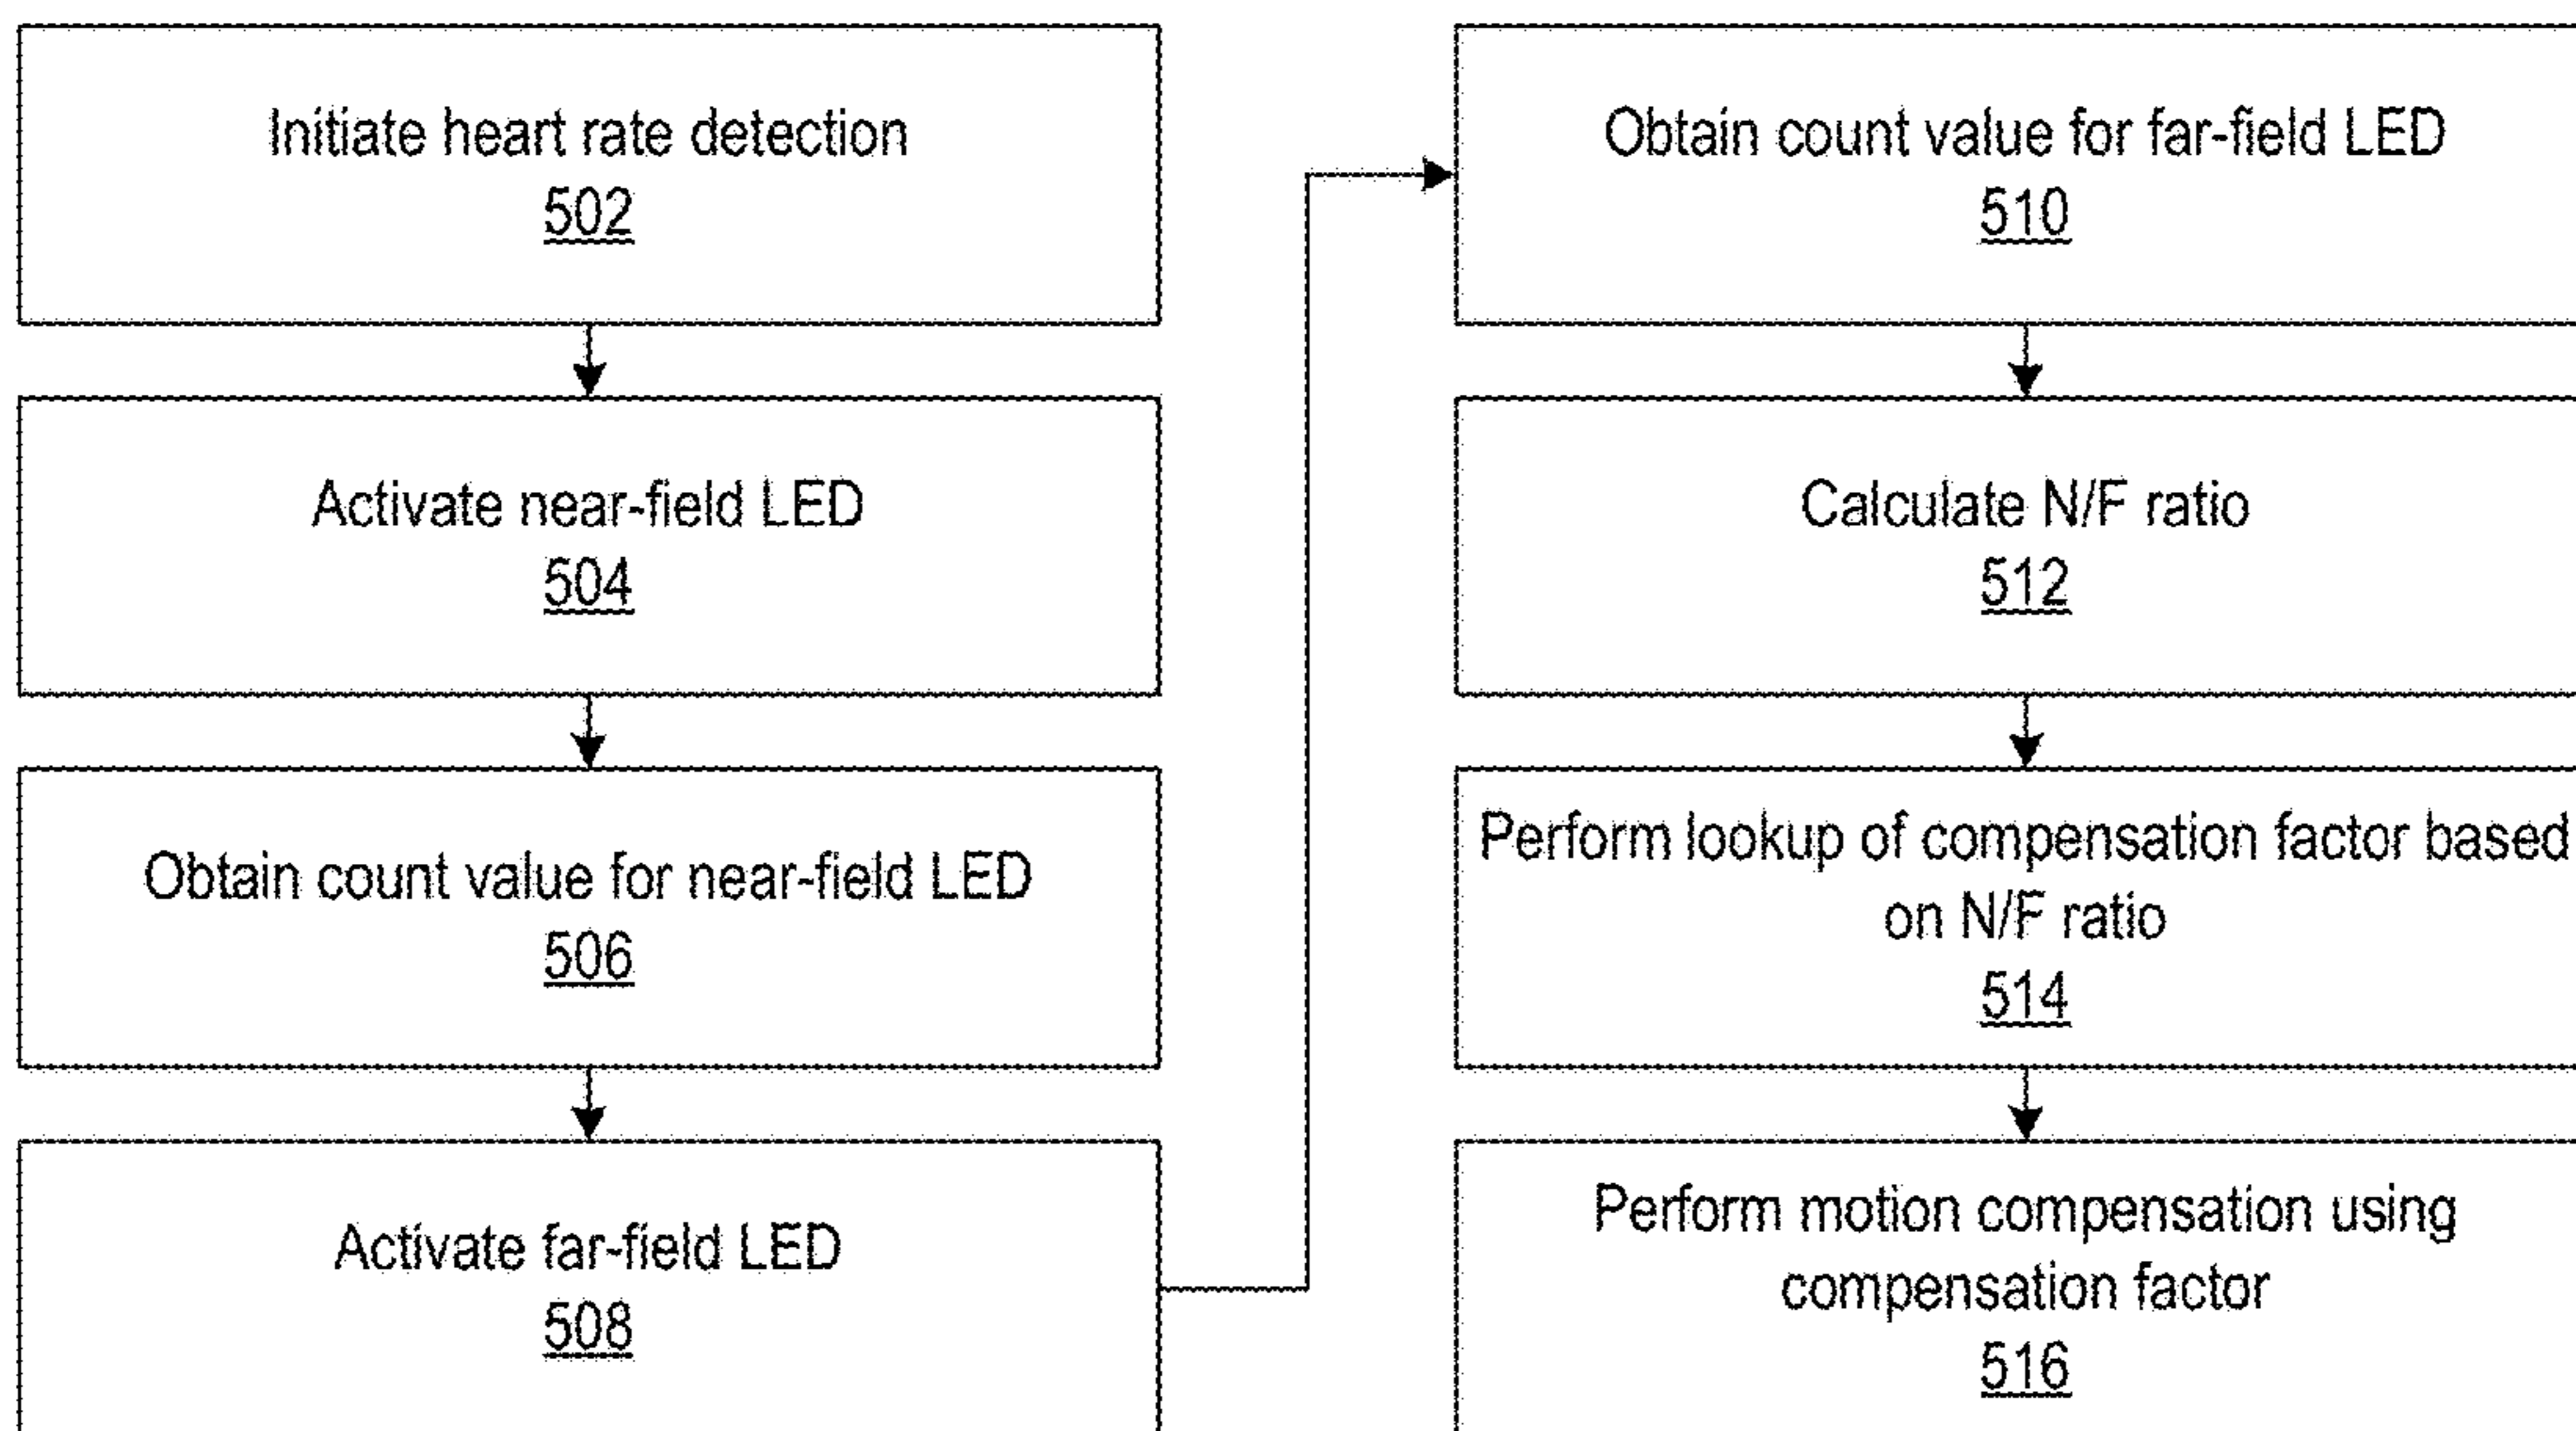 Initiate heart rate detection
502
Activate near-field LED
504
Obtain count value for near-field LED
506
Activate far-field LED
508
Obtain count value for far-field LED
510
Calculate N/F ratio
512
Perform lookup of compensation factor based
on N/F ratio
514
Perform motion compensation using
compensation factor
516